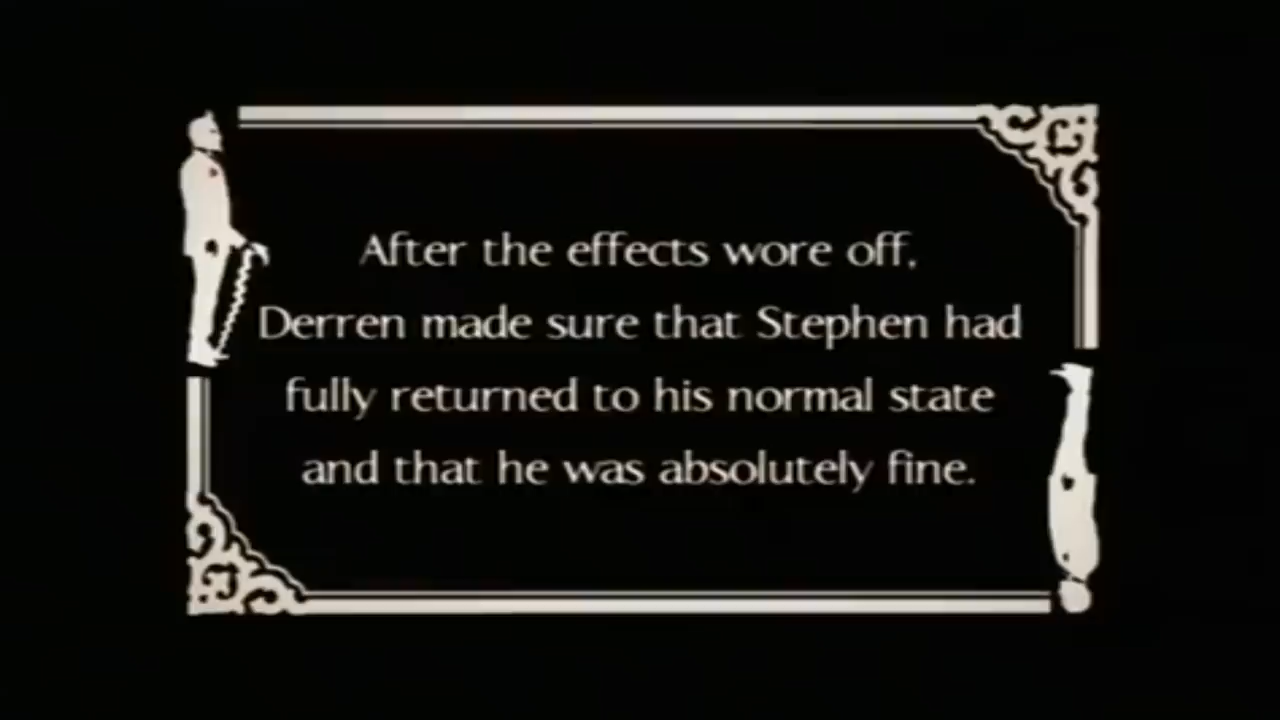 After the effects wore off,
Derren made sure that Stephen had
fully returned to his normal state
and that he was absolutely fine.